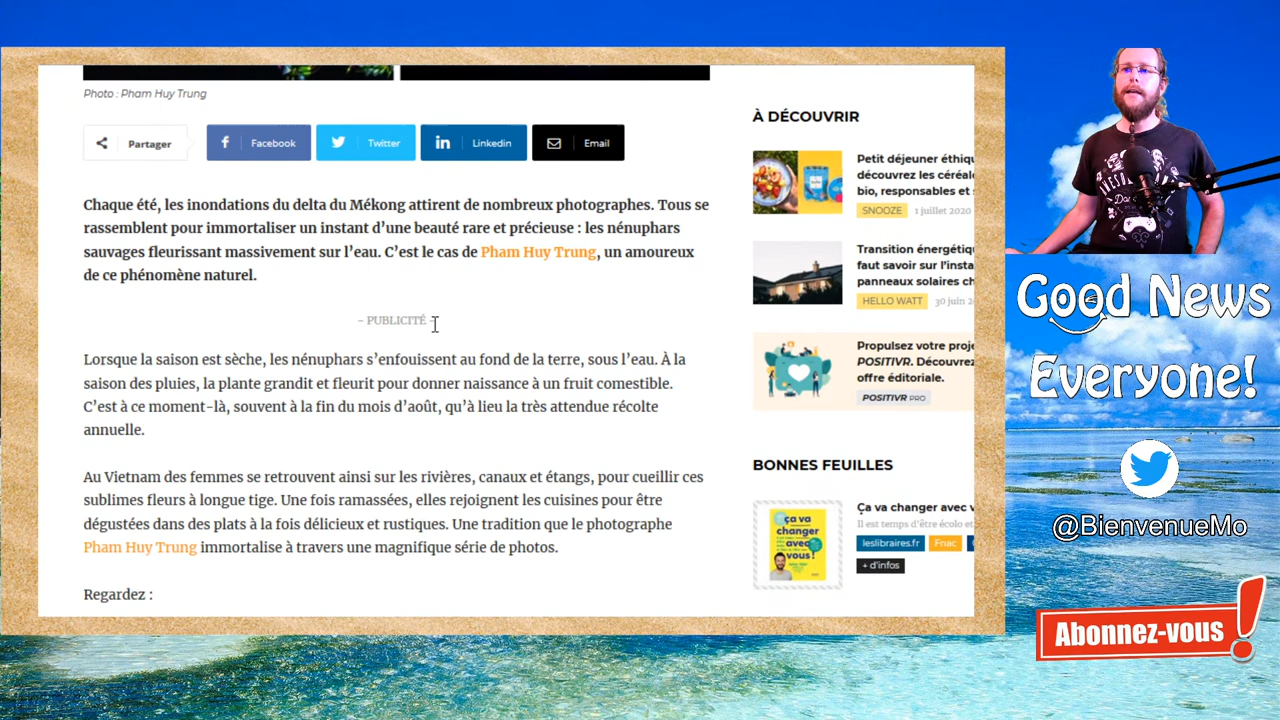 Photo : Pham Huy Trung
Partager
Facebook
Twitter
Linkedin
Email
Chaque été, les inondations du delta du Mékong attirent de nombreux photographes. Tous se
rassemblent pour immortaliser un instant d'une beauté rare et précieuse : les nénuphars
sauvages fleurissant massivement sur l'eau. C'est le cas de Pham Huy Trung, un amoureux
de ce phénomène naturel.
- PUBLICITÉ -
Lorsque la saison est sèche, les nénuphars s'enfouissent au fond de la terre, sous l'eau. À la
saison des pluies, la plante grandit et fleurit pour donner naissance à un fruit comestible.
C'est à ce moment-là, souvent à la fin du mois d'août, qu'à lieu la très attendue récolte
annuelle.
Au Vietnam des femmes se retrouvent ainsi sur les rivières, canaux et étangs, pour cueillir ces
sublimes fleurs à longue tige. Une fois ramassées, elles rejoignent les cuisines pour être
dégustées dans des plats à la fois délicieux et rustiques. Une tradition que le photographe
Pham Huy Trung immortalise à travers une magnifique série de photos.
Regardez :
À DÉCOUVRIR
Petit déjeuner éthiqu
découvrez les céréale
bio, responsables et
SNOOZE 1 juillet 2020
Transition énergétiqu
faut savoir sur l'insta
panneaux solaires ch
HELLO WATT 30 juin 2
Propulsez votre proje
POSITIVR. Découvrez
offre éditoriale.
POSITIVR PRO
BONNES FEUILLES
ça va
changer
avec
vous !
Ça va changer avec v
Il est temps d'être écolo et
leslibraires.fr Fnac
+ d'infos
Good News
Everyone!
@BienvenueMo
Abonnez-vous !